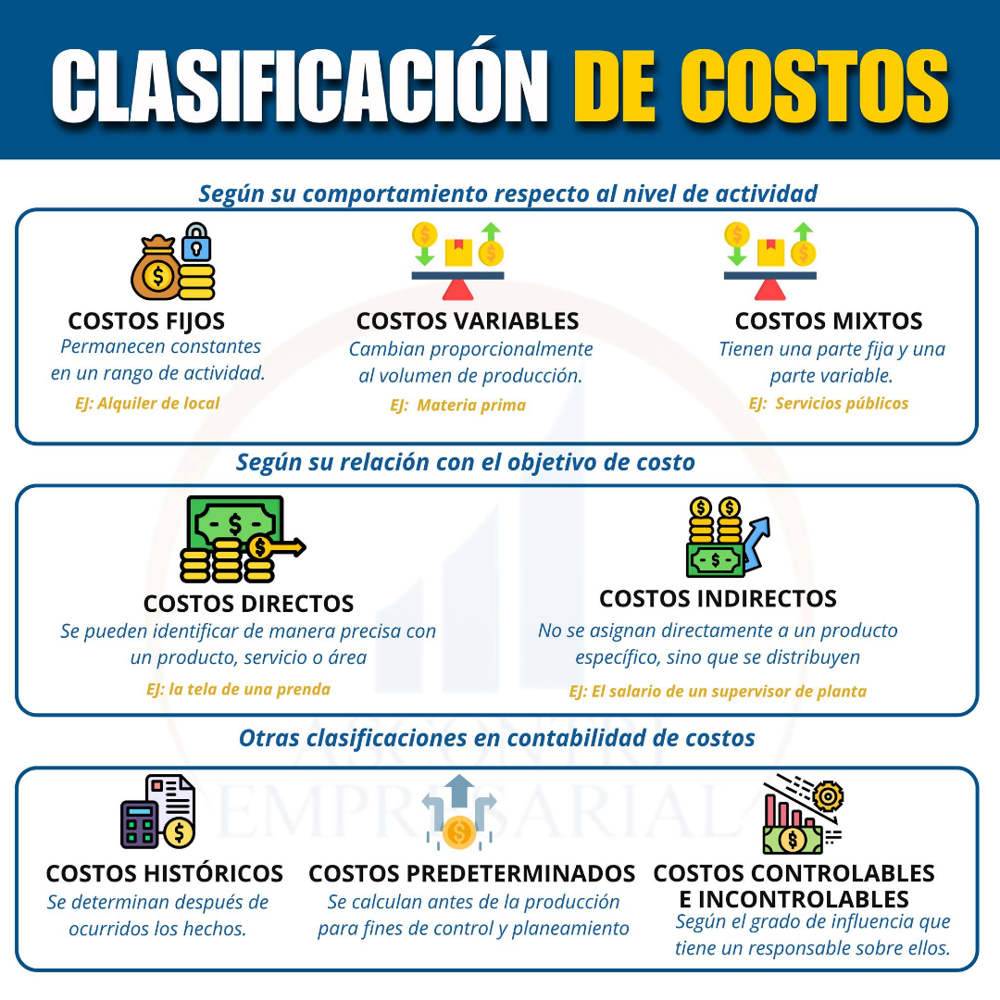 CLASIFICACIÓN DE COSTOS
Según su comportamiento respecto al nivel de actividad
COSTOS FIJOS
Permanecen constantes
en un rango de actividad.
EJ: Alquiler de local
COSTOS VARIABLES
Cambian proporcionalmente
al volumen de producción.
EJ: Materia prima
COSTOS MIXTOS
Tienen una parte fija y una
parte variable.
EJ: Servicios públicos
Según su relación con el objetivo de costo
COSTOS DIRECTOS
Se pueden identificar de manera precisa con
un producto, servicio o área
EJ: la tela de una prenda
COSTOS INDIRECTOS
No se asignan directamente a un producto
específico, sino que se distribuyen
EJ: El salario de un supervisor de planta
ASCONTRI
EMPRESARIAL
Otras clasificaciones en contabilidad de costos
COSTOS HISTÓRICOS
Se determinan después de
ocurridos los hechos.
COSTOS PREDETERMINADOS
Se calculan antes de la producción
para fines de control y planeamiento
COSTOS CONTROLABLES
E INCONTROLABLES
Según el grado de influencia que
tiene un responsable sobre ellos.